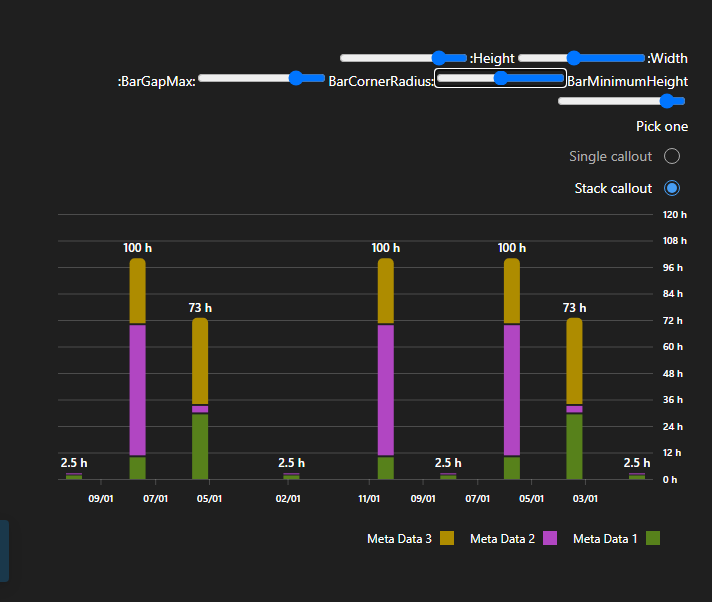 :Height :Width
:BarGapMax: BarCornerRadius: BarMinimumHeight
Pick one
Single callout
Stack callout
120 h
108 h
100 h 100 h 100 h
96 h
84 h
73 h 73 h
72 h
60 h
48 h
36 h
24 h
12 h
2.5 h 2.5 h 2.5 h 2.5 h
0 h
09/01 07/01 05/01 02/01 11/01 09/01 07/01 05/01 03/01
Meta Data 3 Meta Data 2 Meta Data 1